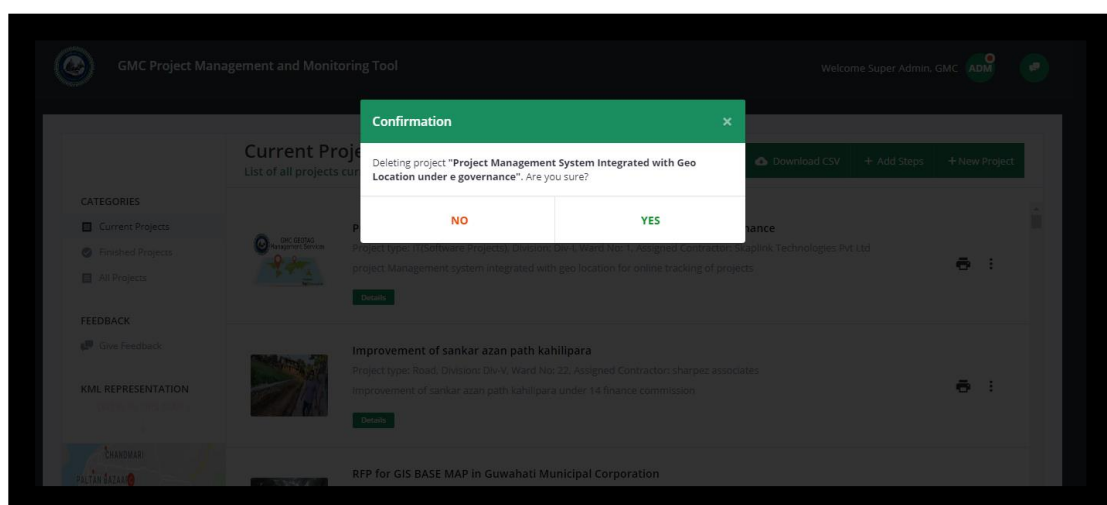 GMC Project Management and Monitoring Tool
Welcome Super Admin, GMC
ADM
Confirmation ×
Deleting project "Project Management System Integrated with Geo
Location under e governance". Are you sure?
NO YES
Current Proje
List of all projects cur
Download CSV + Add Steps + New Project
CATEGORIES
Current Projects
Finished Projects
All Projects
FEEDBACK
Give Feedback
KML REPRESENTATION
CHANDMARI
PALTAN BAZAAR
GMC GEOTAG
Management Services
P
nance
Project type: IT(Software Project), Division: Div-I, Ward No: 1, Assigned Contractor: Skaplink Technologies Pvt Ltd
project Management system integrated with geo location for online tracking of projects
Details
Improvement of sankar azan path kahilipara
Project type: Road, Division: Div-V, Ward No: 22, Assigned Contractor: sharpez associates
Improvement of sankar azan path kahilipara under 14 finance commission
Details
RFP for GIS BASE MAP in Guwahati Municipal Corporation